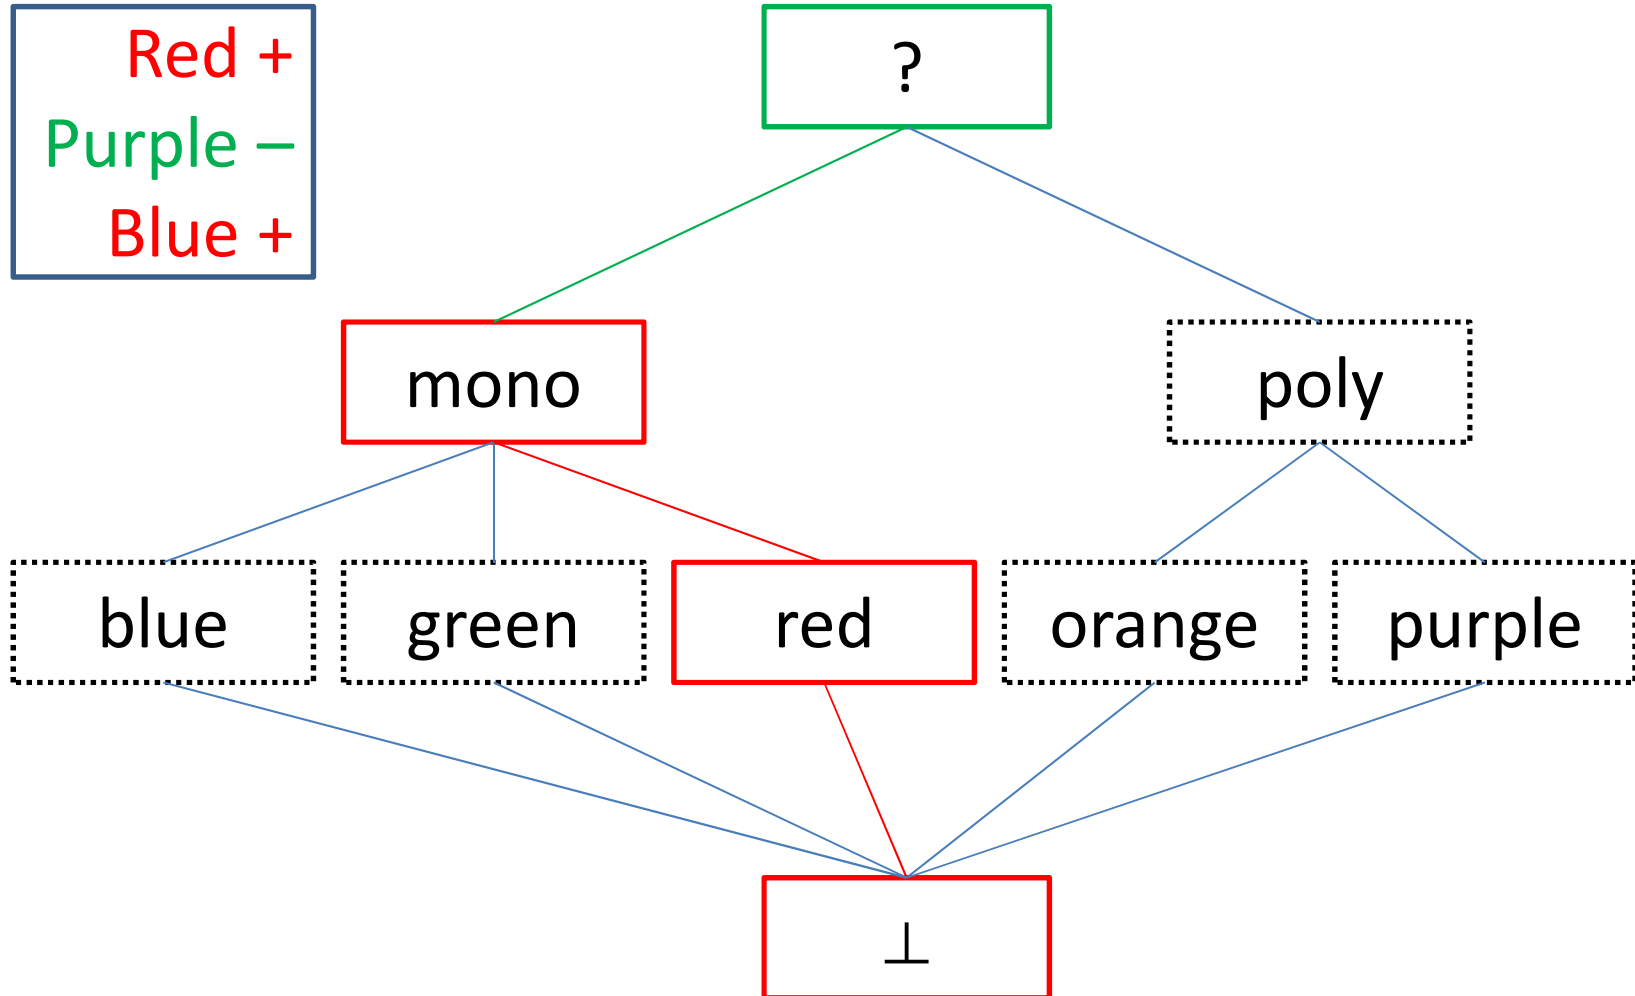 Red +
Purple –
Blue +
?
mono
poly
blue
green
red
orange
purple
⊥